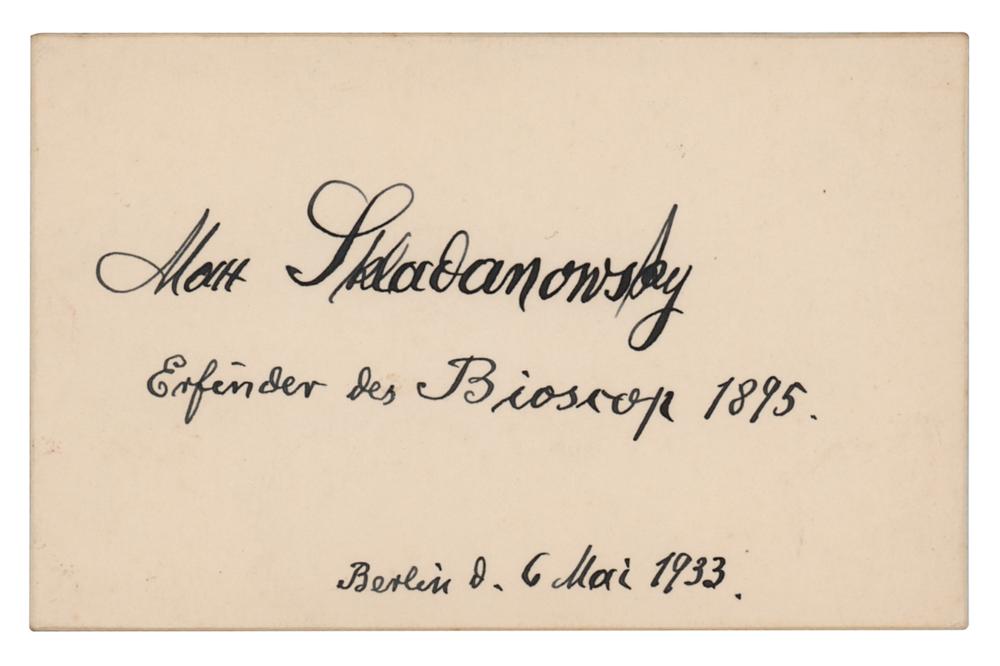 Max Skladanowsky
Erfinder des Bioscop 1895.
Berlin d. 6 Mai 1933.